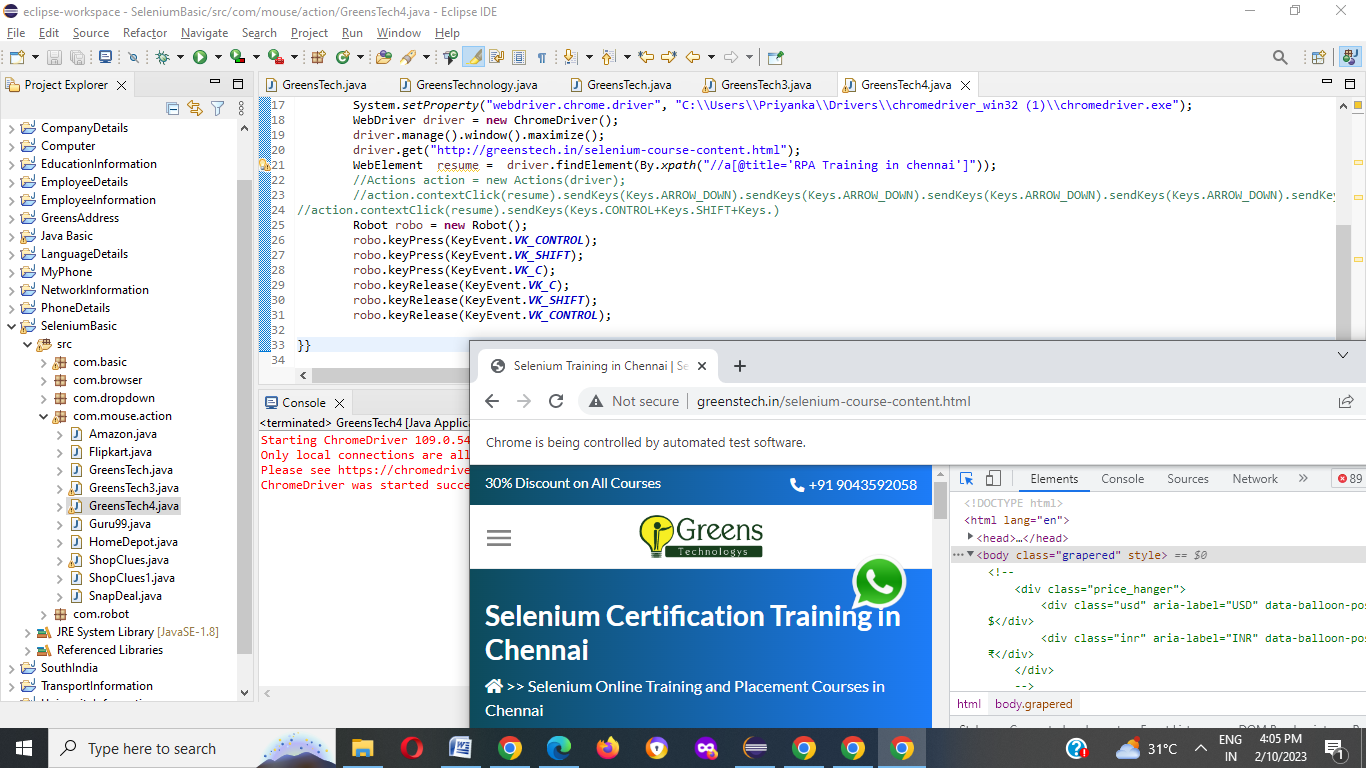 eclipse-workspace - SeleniumBasic/src/com/mouse/action/GreensTech4.java - Eclipse IDE
File Edit Source Refactor Navigate Search Project Run Window Help
Project Explorer
GreensTech.java GreensTechnology.java GreensTech.java GreensTech3.java GreensTech4.java
CompanyDetails
Computer
EducationInformation
EmployeeDetails
EmployeeInformation
GreensAddress
Java Basic
LanguageDetails
MyPhone
NetworkInformation
PhoneDetails
SeleniumBasic
src
com.basic
com.browser
com.dropdown
com.mouse.action
Amazon.java
Flipkart.java
GreensTech.java
GreensTech3.java
GreensTech4.java
Guru99.java
HomeDepot.java
ShopClues.java
ShopClues1.java
SnapDeal.java
com.robot
JRE System Library [JavaSE-1.8]
Referenced Libraries
SouthIndia
TransportInformation
17 System.setProperty("webdriver.chrome.driver", "C:\\Users\\Priyanka\\Drivers\\chromedriver_win32 (1)\\chromedriver.exe");
18 WebDriver driver = new ChromeDriver();
19 driver.manage().window().maximize();
20 driver.get("http://greenstech.in/selenium-course-content.html");
21 WebElement resume = driver.findElement(By.xpath("//a[@title='RPA Training in chennai']"));
22 //Actions action = new Actions(driver);
23 //action.contextClick(resume).sendKeys(Keys.ARROW_DOWN).sendKeys(Keys.ARROW_DOWN).sendKeys(Keys.ARROW_DOWN).sendKeys(Keys.ARROW_DOWN).sendKey
24 //action.contextClick(resume).sendKeys(Keys.CONTROL+Keys.SHIFT+Keys.)
25 Robot robo = new Robot();
26 robo.keyPress(KeyEvent.VK_CONTROL);
27 robo.keyPress(KeyEvent.VK_SHIFT);
28 robo.keyPress(KeyEvent.VK_C);
29 robo.keyRelease(KeyEvent.VK_C);
30 robo.keyRelease(KeyEvent.VK_SHIFT);
31 robo.keyRelease(KeyEvent.VK_CONTROL);
32
33 }}
34
Console
<terminated> GreensTech4 [Java Applica
Starting ChromeDriver 109.0.54
Only local connections are all
Please see https://chromedrive
ChromeDriver was started succe
Selenium Training in Chennai | Se
Not secure greenstech.in/selenium-course-content.html
Chrome is being controlled by automated test software.
30% Discount on All Courses +91 9043592058
Greens
Technologys
Selenium Certification Training in
Chennai
>> Selenium Online Training and Placement Courses in
Chennai
Elements Console Sources Network » 89
<!DOCTYPE html>
<html lang="en">
<head>…</head>
<body class="grapered" style> == $0
<!--
<div class="price_hanger">
<div class="usd" aria-label="USD" data-balloon-pos
$</div>
<div class="inr" aria-label="INR" data-balloon-pos
₹</div>
</div>
-->
html body.grapered
Type here to search
31°C
ENG
IN
4:05 PM
2/10/2023
1